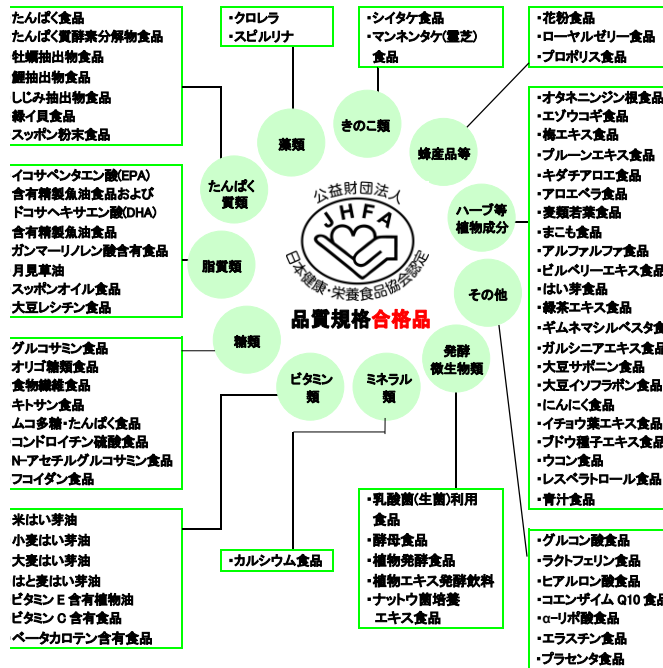 たんぱく食品
たんぱく質酵素分解物食品
牡蠣抽出物食品
鯉抽出物食品
しじみ抽出物食品
緑イ貝食品
スッポン粉末食品
・クロレラ
・スピルリナ
・シイタケ食品
・マンネンタケ(霊芝)
食品
・花粉食品
・ローヤルゼリー食品
・プロポリス食品
藻類
きのこ類
蜂産品等
たんぱく
質類
ハーブ等
植物成分
脂質類
その他
糖類
発酵
微生物類
ビタミン
類
ミネラル
類
公益財団法人
JHFA
日本健康・栄養食品協会認定
品質規格合格品
イコサペンタエン酸(EPA)
含有精製魚油食品および
ドコサヘキサエン酸(DHA)
含有精製魚油食品
ガンマーリノレン酸含有食品
月見草油
スッポンオイル食品
大豆レシチン食品
グルコサミン食品
オリゴ糖類食品
食物繊維食品
キトサン食品
ムコ多糖・たんぱく食品
コンドロイチン硫酸食品
N-アセチルグルコサミン食品
フコイダン食品
米はい芽油
小麦はい芽油
大麦はい芽油
はと麦はい芽油
ビタミン E 含有植物油
ビタミン C 含有食品
ベータカロテン含有食品
・カルシウム食品
・乳酸菌(生菌)利用
食品
・酵母食品
・植物発酵食品
・植物エキス発酵飲料
・ナットウ菌培養
エキス食品
・オタネニンジン根食品
・エゾウコギ食品
・梅エキス食品
・プルーンエキス食品
・キダチアロエ食品
・アロエベラ食品
・麦類若葉食品
・まこも食品
・アルファルファ食品
・ビルベリーエキス食品
・はい芽食品
・緑茶エキス食品
・ギムネマシルベスタ食
・ガルシニアエキス食品
・大豆サポニン食品
・大豆イソフラボン食品
・にんにく食品
・イチョウ葉エキス食品
・ブドウ種子エキス食品
・ウコン食品
・レスベラトロール食品
・青汁食品
・グルコン酸食品
・ラクトフェリン食品
・ヒアルロン酸食品
・コエンザイム Q10 食品
・α-リポ酸食品
・エラスチン食品
・プラセンタ食品